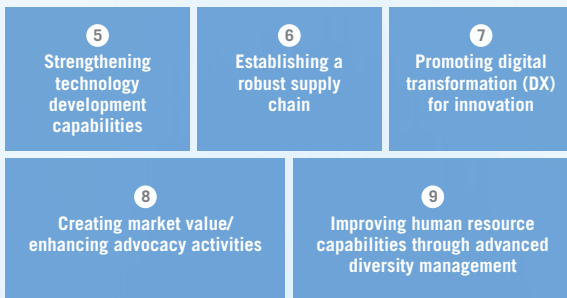 5
Strengthening
technology
development
capabilities
6
Establishing a
robust supply
chain
7
Promoting digital
transformation (DX)
for innovation
8
Creating market value/
enhancing advocacy activities
9
Improving human resource
capabilities through advanced
diversity management